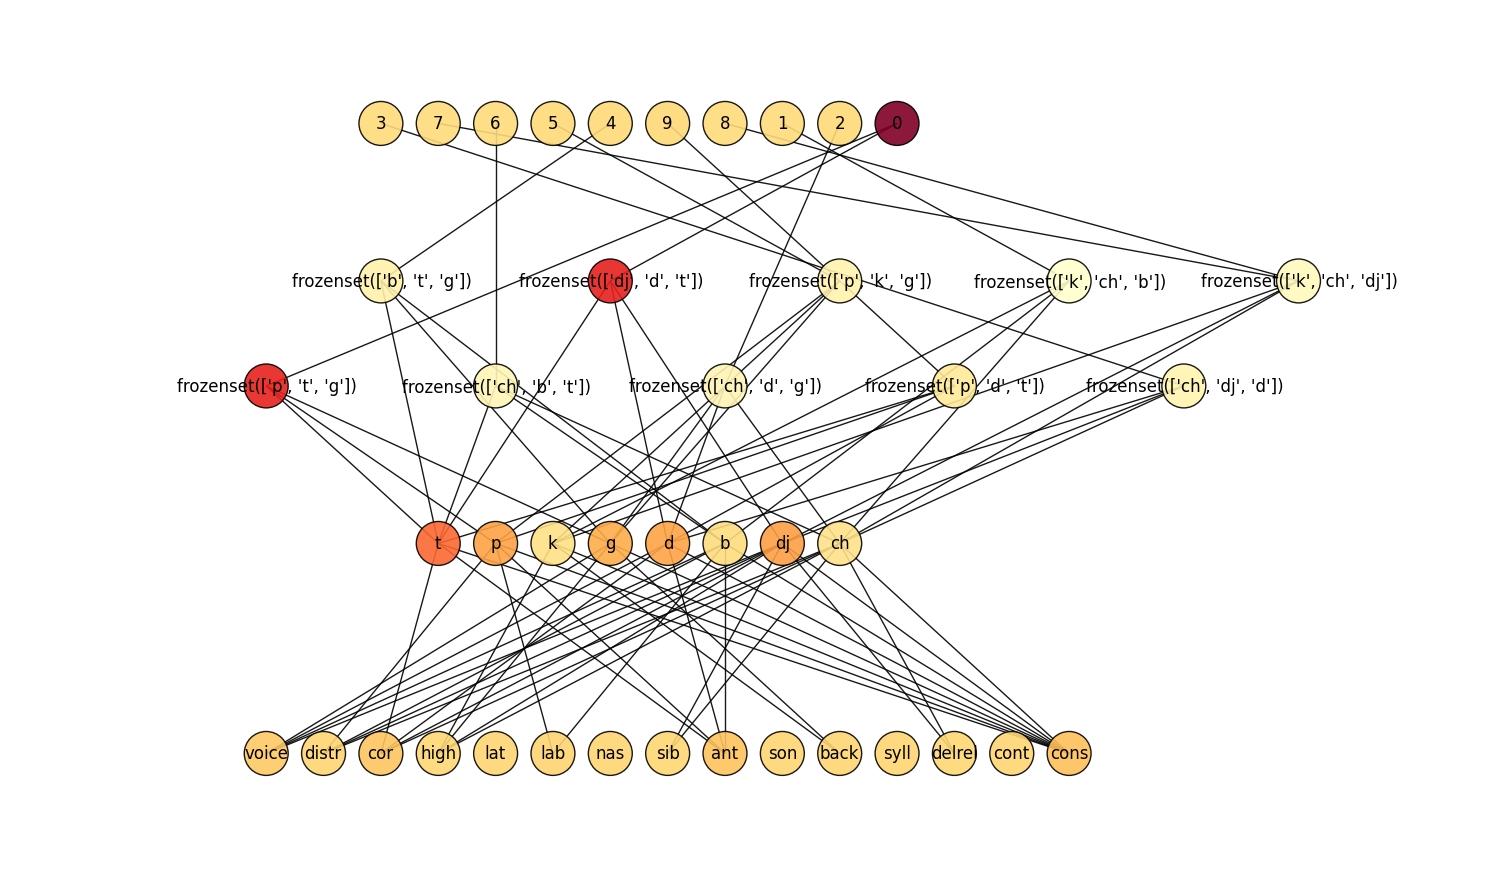 3 7 6 5 4 9 8 1 2 0
frozenset(['b', 't', 'g']) frozenset(['dj', 'd', 't']) frozenset(['p', 'k', 'g']) frozenset(['k', 'ch', 'b']) frozenset(['k', 'ch', 'dj'])
frozenset(['p', 't', 'g']) frozenset(['ch', 'b', 't']) frozenset(['ch', 'd', 'g']) frozenset(['p', 'd', 't']) frozenset(['ch', 'dj', 'd'])
t p k g d b dj ch
voice distr cor high lat lab nas sib ant son back syll delrel cont cons